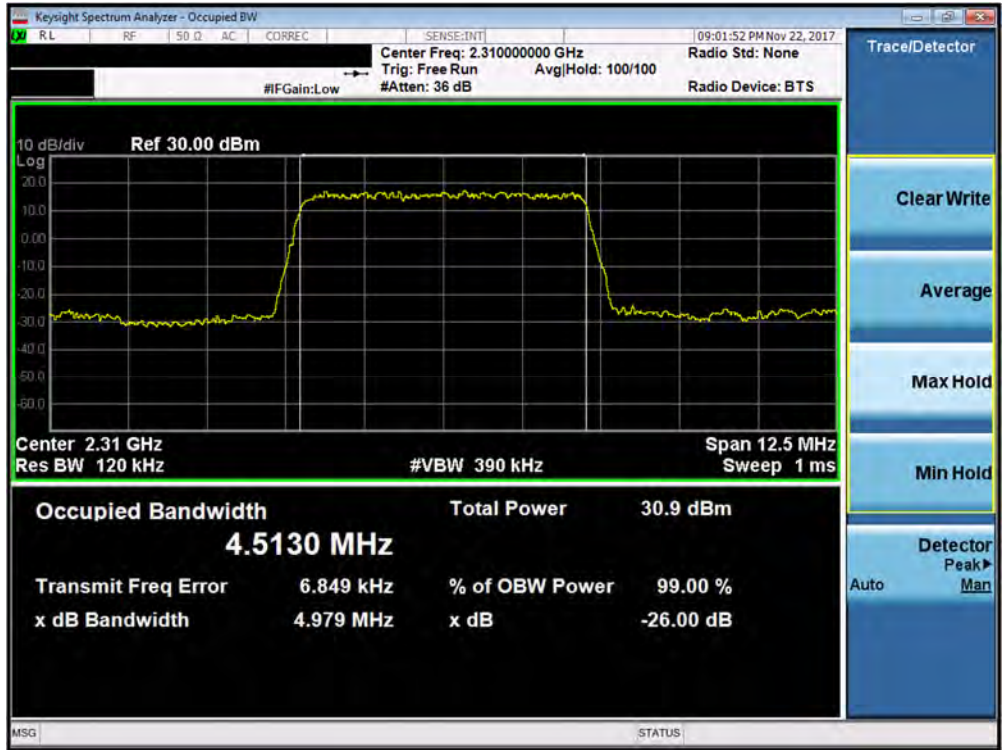 Keysight Spectrum Analyzer - Occupied BW
RL RF 50 Ω AC CORREC SENSE:INT 09:01:52 PM Nov 22, 2017
Center Freq: 2.310000000 GHz Radio Std: None
Trig: Free Run Avg|Hold: 100/100
#IFGain:Low #Atten: 36 dB Radio Device: BTS
Trace/Detector
10 dB/div Ref 30.00 dBm
Log
20.0
10.0
0.00
-10.0
-20.0
-30.0
-40.0
-50.0
-60.0
Center 2.31 GHz Span 12.5 MHz
Res BW 120 kHz #VBW 390 kHz Sweep 1 ms
Occupied Bandwidth Total Power 30.9 dBm
4.5130 MHz
Transmit Freq Error 6.849 kHz % of OBW Power 99.00 %
x dB Bandwidth 4.979 MHz x dB -26.00 dB
Clear Write
Average
Max Hold
Min Hold
Detector
Peak▶
Auto Man
MSG STATUS